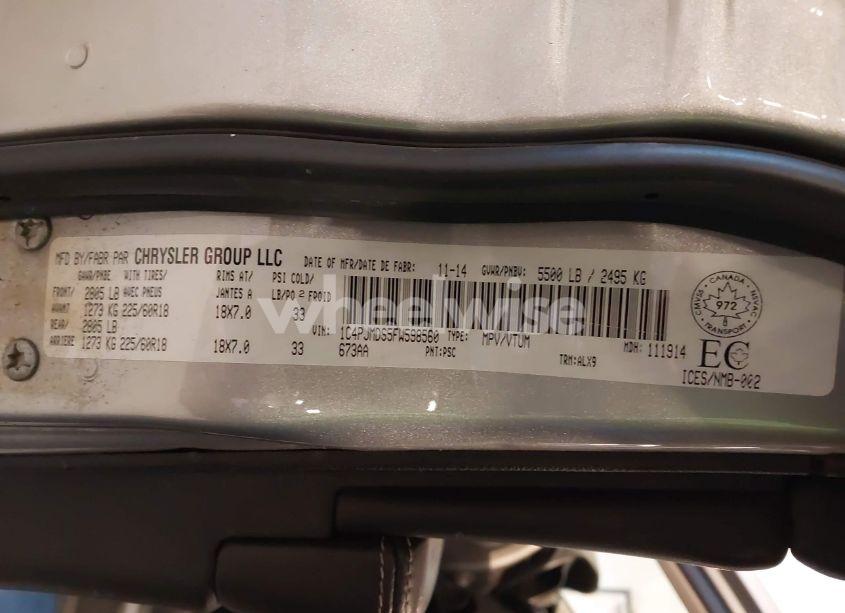 MFD BY/FABR PAR CHRYSLER GROUP LLC DATE OF MFR/DATE DE FABR: 11-14 GVWR/PNBV: 5500 LB / 2495 KG
GAWR/PNBE WITH TIRES/ RIMS AT/ PSI COLD/
FRONT/ 2805 LB AVEC PNEUS JANTES A LB/PO2 FROID
AVANT 1273 KG 225/60R18 18X7.0 33
REAR/ 2805 LB
ARRIERE 1273 KG 225/60R18 18X7.0 33
VIN: 1C4PJMDS5FW598560 TYPE: MPV/VTUM MDH: 111914
673AA PNT:PSC TRM:ALX9
CANADA
CMVSS NSVAC
972
8
TRANSPORT
EC
ICES/NMB-002
wheelwise